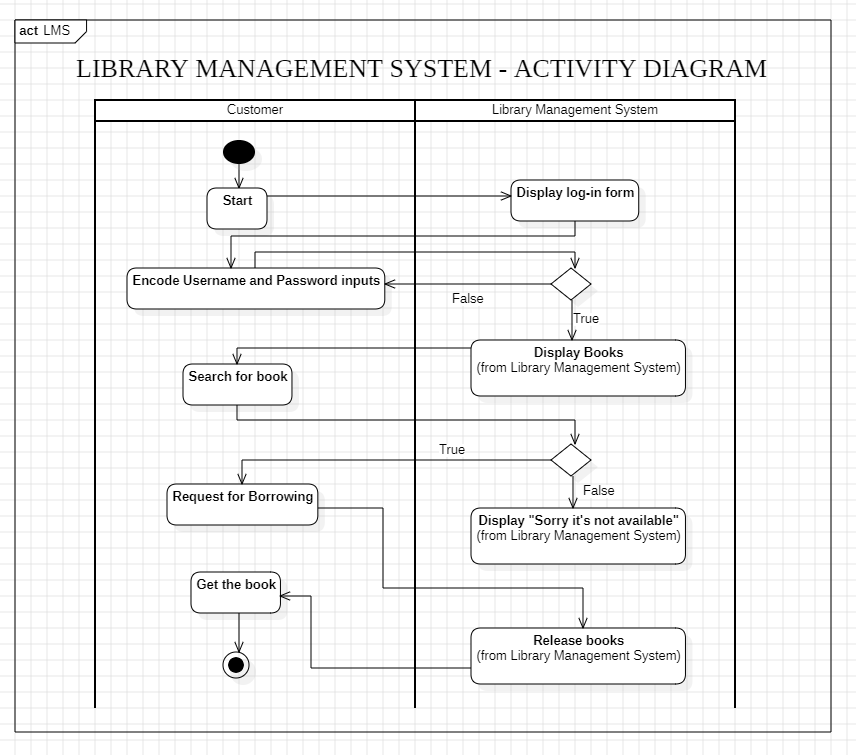 act LMS
LIBRARY MANAGEMENT SYSTEM - ACTIVITY DIAGRAM
Customer
Library Management System
Start
Display log-in form
Encode Username and Password inputs
False
True
Display Books
(from Library Management System)
Search for book
True
Request for Borrowing
False
Display "Sorry it's not available"
(from Library Management System)
Get the book
Release books
(from Library Management System)